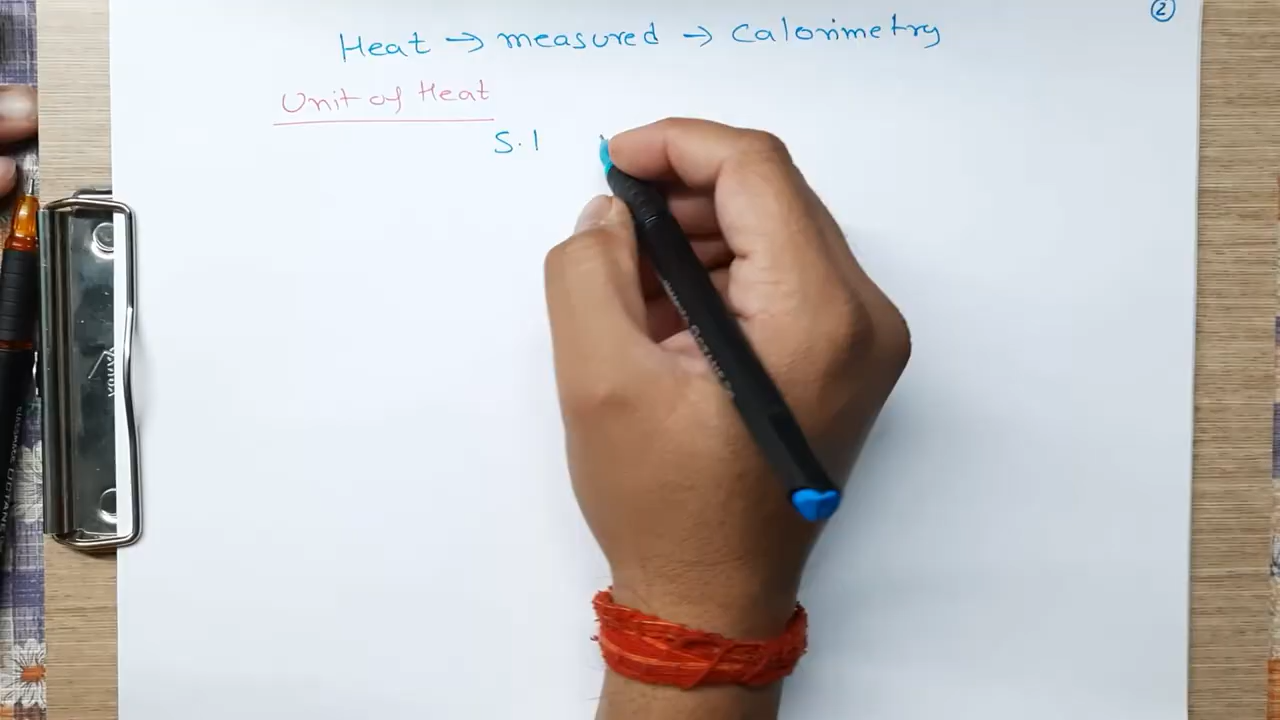 ②
Heat → measured → Calorimetry
Unit of Heat
S.I